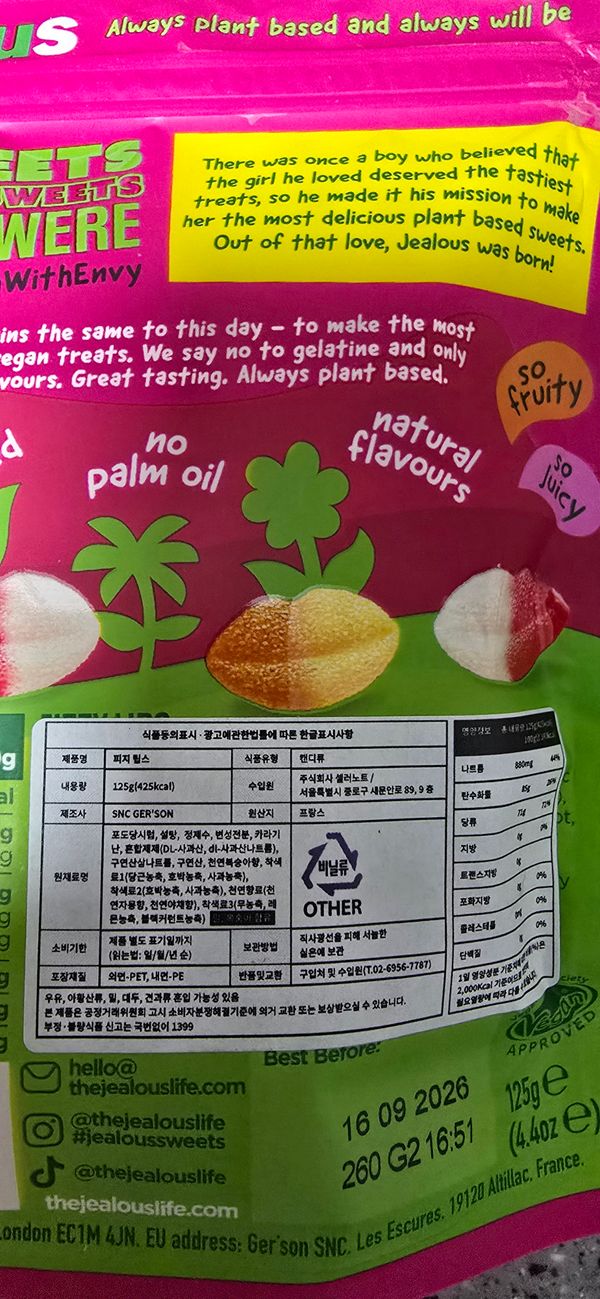 us Always plant based and always will be
EETS
WEETS
WERE
WithEnvy
There was once a boy who believed that
the girl he loved deserved the tastiest
treats, so he made it his mission to make
her the most delicious plant based sweets.
Out of that love, Jealous was born!
ins the same to this day – to make the most
egan treats. We say no to gelatine and only
vours. Great tasting. Always plant based.
so
fruity
so
juicy
no
palm oil
natural
flavours
식품등의표시·광고에관한법률에 따른 한글표시사항
제품명 피지 립스 식품유형 캔디류
내용량 125g(425kcal) 수입원 주식회사 셀러노트 /
서울특별시 종로구 새문안로 89, 9 층
제조사 SNC GER'SON 원산지 프랑스
원재료명
포도당시럽, 설탕, 정제수, 변성전분, 카라기
난, 혼합제제(DL-사과산, dl-사과산나트륨),
구연산삼나트륨, 구연산, 천연복숭아향, 착색
료1(당근농축, 호박농축, 사과농축),
착색료2(호박농축, 사과농축), 천연향료(천
연자몽향, 천연야채향), 착색료3(무농축, 레
몬농축, 블랙커런트농축)
비닐류
OTHER
소비기한 제품 별도 표기일까지
(읽는법: 일/월/년 순)
보관방법 직사광선을 피해 서늘한
실온에 보관
포장재질 외면-PET, 내면-PE 반품및교환 구입처 및 수입원(T.02-6956-7787)
우유, 아황산류, 밀, 대두, 견과류 혼입 가능성 있음
본 제품은 공정거래위원회 고시 소비자분쟁해결기준에 의거 교환 또는 보상받으실 수 있습니다.
부정·불량식품 신고는 국번없이 1399
영양정보
나트륨 880mg 44%
탄수화물 85g 26%
당류 72g 72%
지방 0g 0%
트랜스지방 0g
포화지방 0g 0%
콜레스테롤 0%
단백질 0%
2,000Kcal
Best Before:
16 09 2026
260 G2 16:51
APPROVED
125g e
(4.4oz e)
hello@
thejealouslife.com
@thejealouslife
#jealoussweets
@thejealouslife
thejealouslife.com
London EC1M 4JN. EU address: Ger'son SNC. Les Escures. 19120 Altillac. France.